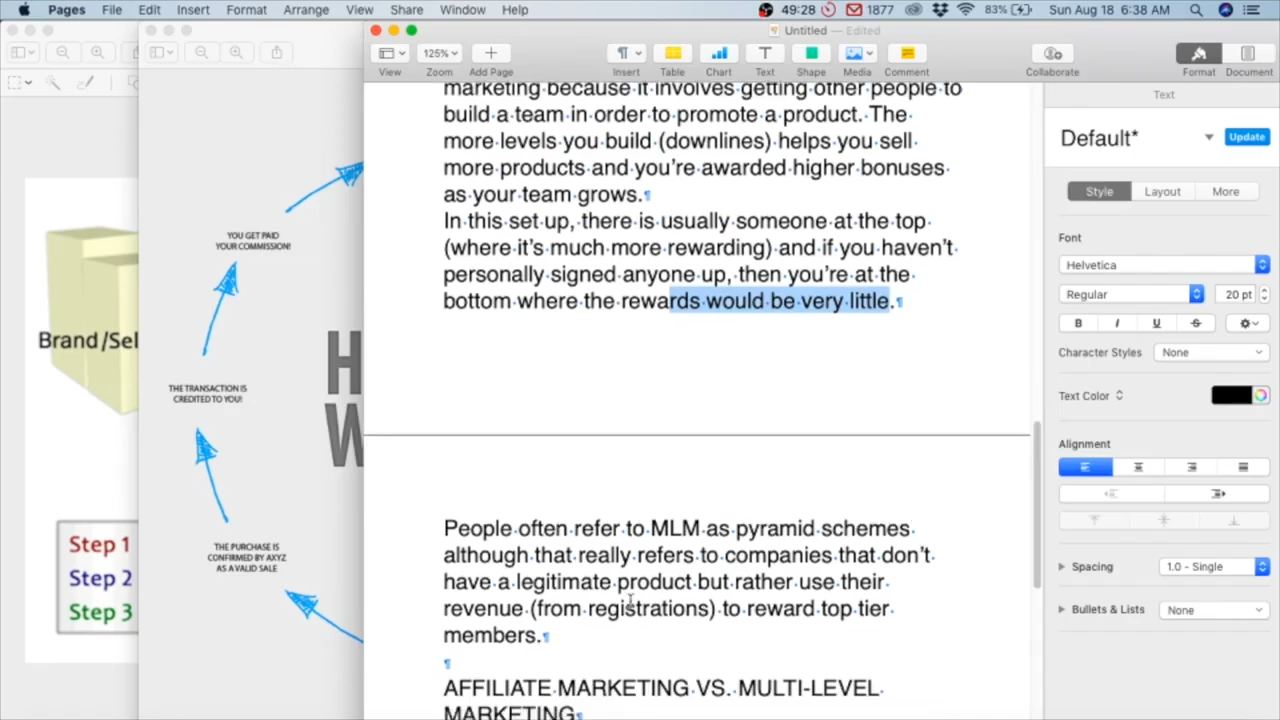 Pages File Edit Insert Format Arrange View Share Window Help 49:28 1877 83% Sun Aug 18 6:38 AM
Untitled — Edited
125%
View Zoom Add Page Insert Table Chart Text Shape Media Comment Collaborate Format Document
marketing because it involves getting other people to
build a team in order to promote a product. The
more levels you build (downlines) helps you sell
more products and you're awarded higher bonuses
as your team grows.¶
In this set up, there is usually someone at the top
(where it's much more rewarding) and if you haven't
personally signed anyone up, then you're at the
bottom where the rewards would be very little.¶
People often refer to MLM as pyramid schemes
although that really refers to companies that don't
have a legitimate product but rather use their
revenue (from registrations) to reward top tier
members.¶
¶
AFFILIATE MARKETING VS. MULTI-LEVEL
MARKETING¶
YOU GET PAID
YOUR COMMISSION!
THE TRANSACTION IS
CREDITED TO YOU!
THE PURCHASE IS
CONFIRMED BY AXYZ
AS A VALID SALE
H
W
Brand/Sel
Step 1
Step 2
Step 3
Text
Default*
Update
Style Layout More
Font
Helvetica
Regular 20 pt
B I U S
Character Styles None
Text Color
Alignment
Spacing 1.0 - Single
Bullets & Lists None